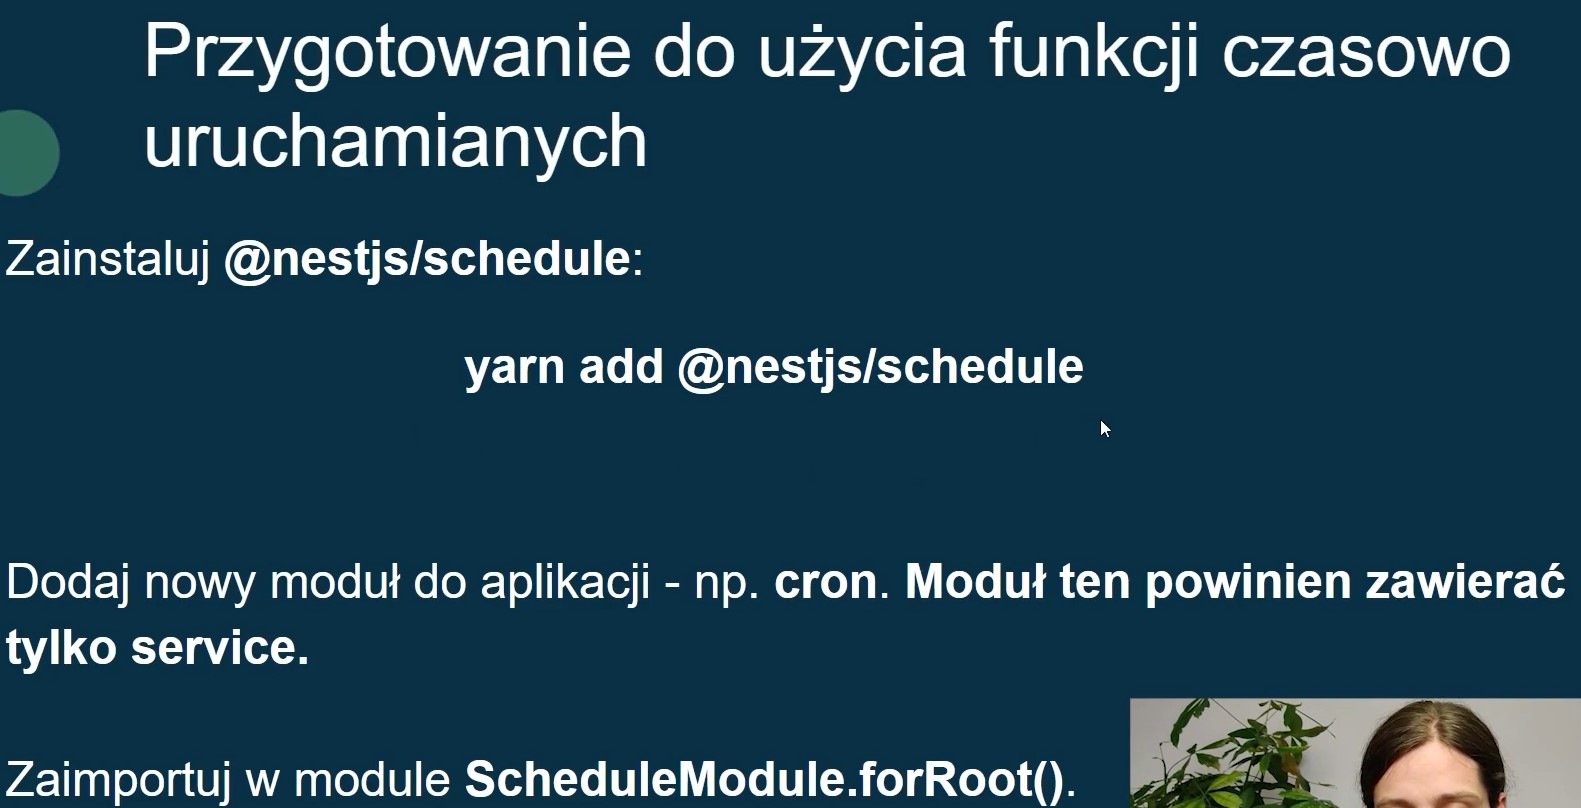 Przygotowanie do użycia funkcji czasowo
uruchamianych
Zainstaluj @nestjs/schedule:
yarn add @nestjs/schedule
Dodaj nowy moduł do aplikacji - np. cron. Moduł ten powinien zawierać
tylko service.
Zaimportuj w module ScheduleModule.forRoot().